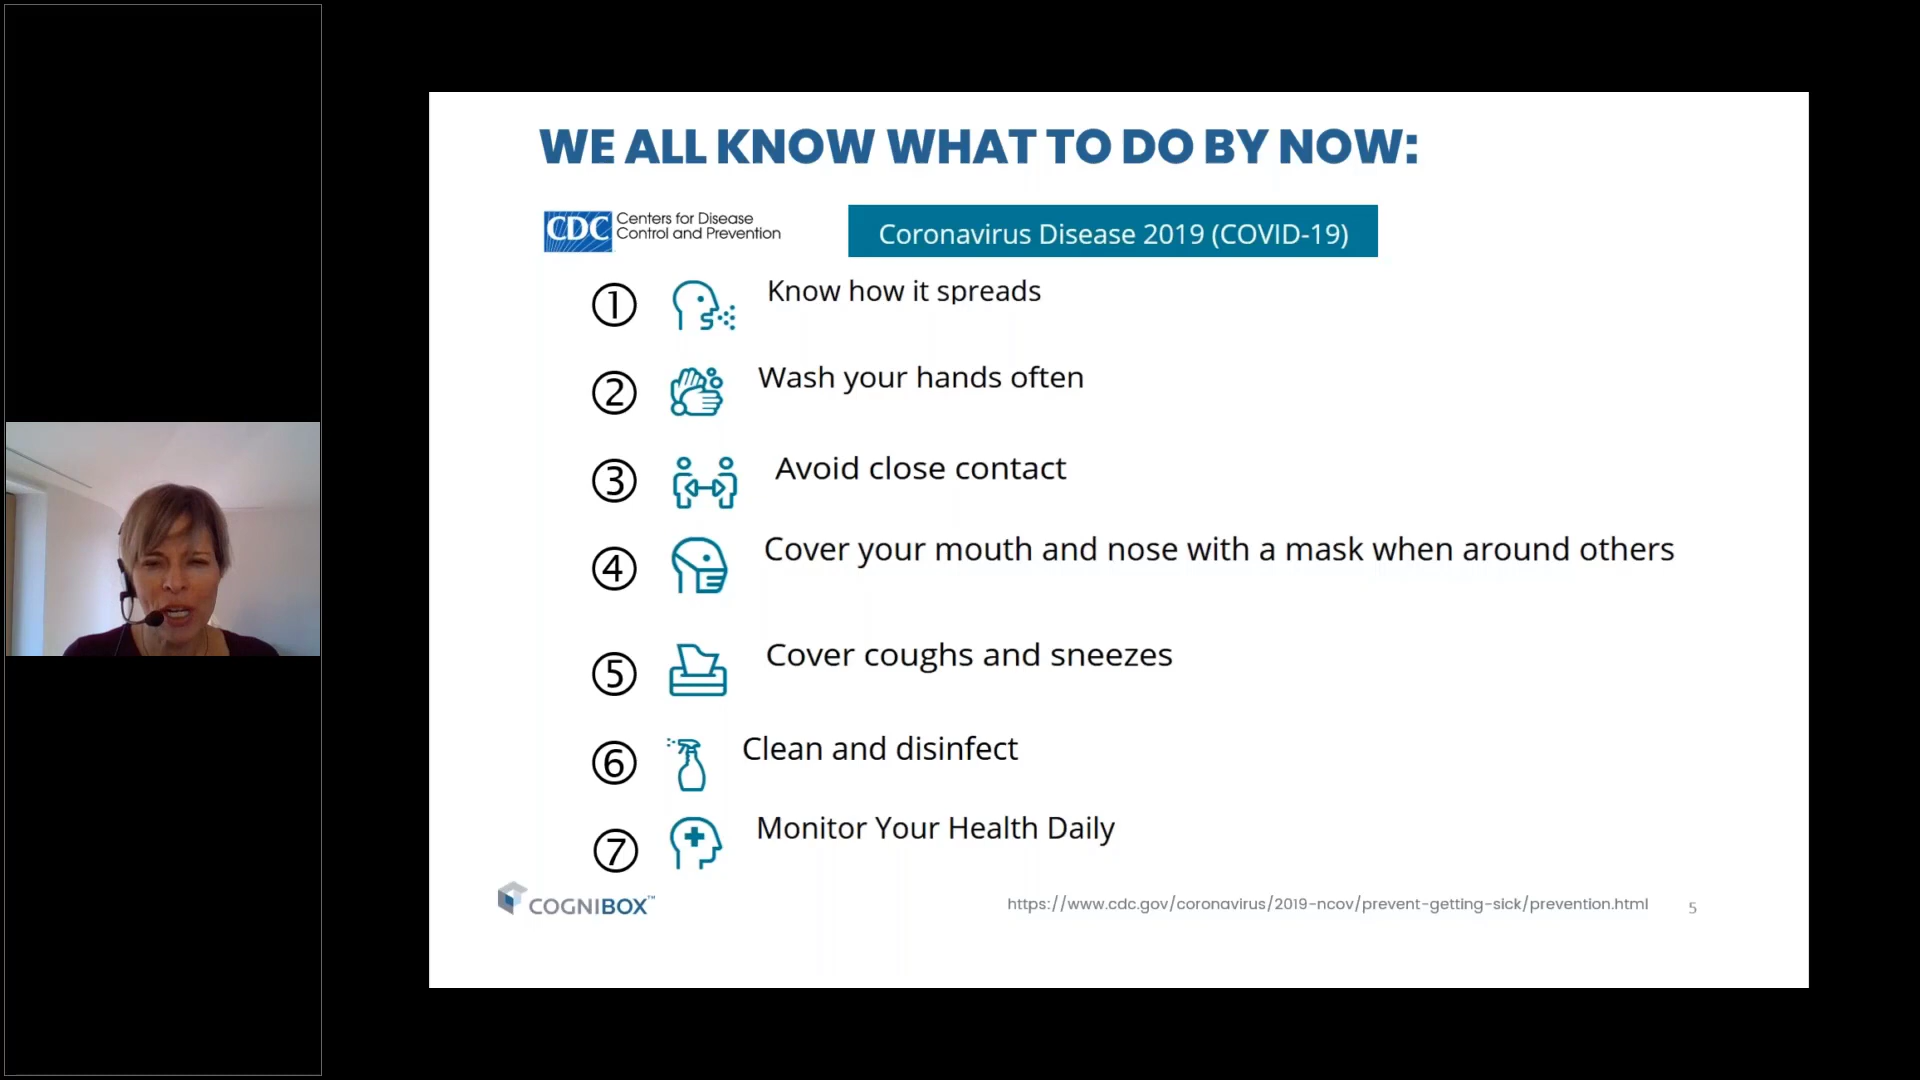 WE ALL KNOW WHAT TO DO BY NOW:
CDC Centers for Disease
Control and Prevention
Coronavirus Disease 2019 (COVID-19)
① Know how it spreads
② Wash your hands often
③ Avoid close contact
④ Cover your mouth and nose with a mask when around others
⑤ Cover coughs and sneezes
⑥ Clean and disinfect
⑦ Monitor Your Health Daily
COGNIBOX™
https://www.cdc.gov/coronavirus/2019-ncov/prevent-getting-sick/prevention.html
5